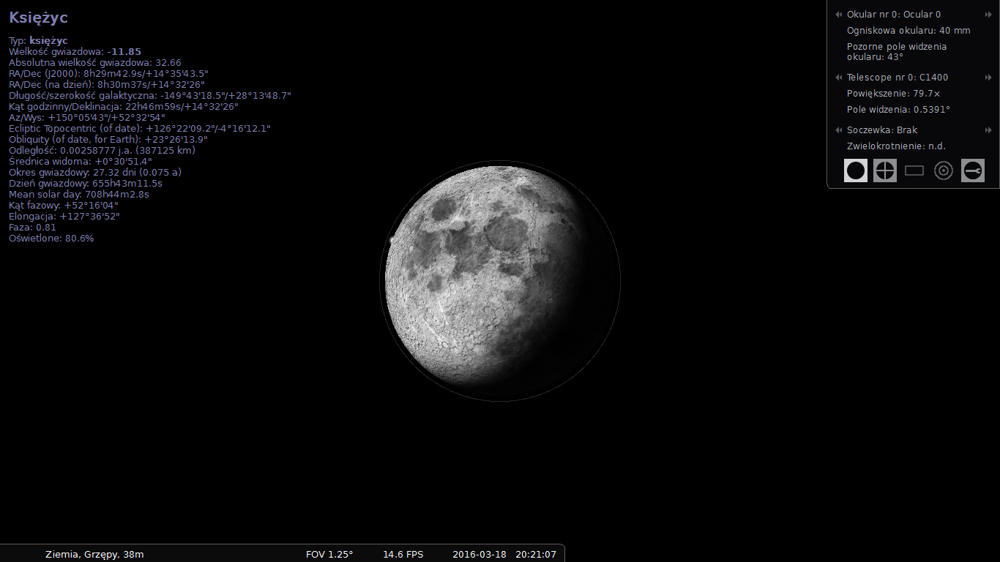 Księżyc
Typ: księżyc
Wielkość gwiazdowa: -11.85
Absolutna wielkość gwiazdowa: 32.66
RA/Dec (J2000): 8h29m42.9s/+14°35'43.5"
RA/Dec (na dzień): 8h30m37s/+14°32'26"
Długość/szerokość galaktyczna: -149°43'18.5"/+28°13'48.7"
Kąt godzinny/Deklinacja: 22h46m59s/+14°32'26"
Az/Wys: +150°05'43"/+52°32'54"
Ecliptic Topocentric (of date): +126°22'09.2"/-4°16'12.1"
Obliquity (of date, for Earth): +23°26'13.9"
Odległość: 0.00258777 j.a. (387125 km)
Średnica widoma: +0°30'51.4"
Okres gwiazdowy: 27.32 dni (0.075 a)
Dzień gwiazdowy: 655h43m11.5s
Mean solar day: 708h44m2.8s
Kąt fazowy: +52°16'04"
Elongacja: +127°36'52"
Faza: 0.81
Oświetlone: 80.6%
Okular nr 0: Ocular 0
Ogniskowa okularu: 40 mm
Pozorne pole widzenia
okularu: 43°
Telescope nr 0: C1400
Powiększenie: 79.7×
Pole widzenia: 0.5391°
Soczewka: Brak
Zwielokrotnienie: n.d.
Ziemia, Grzępy, 38m FOV 1.25° 14.6 FPS 2016-03-18 20:21:07